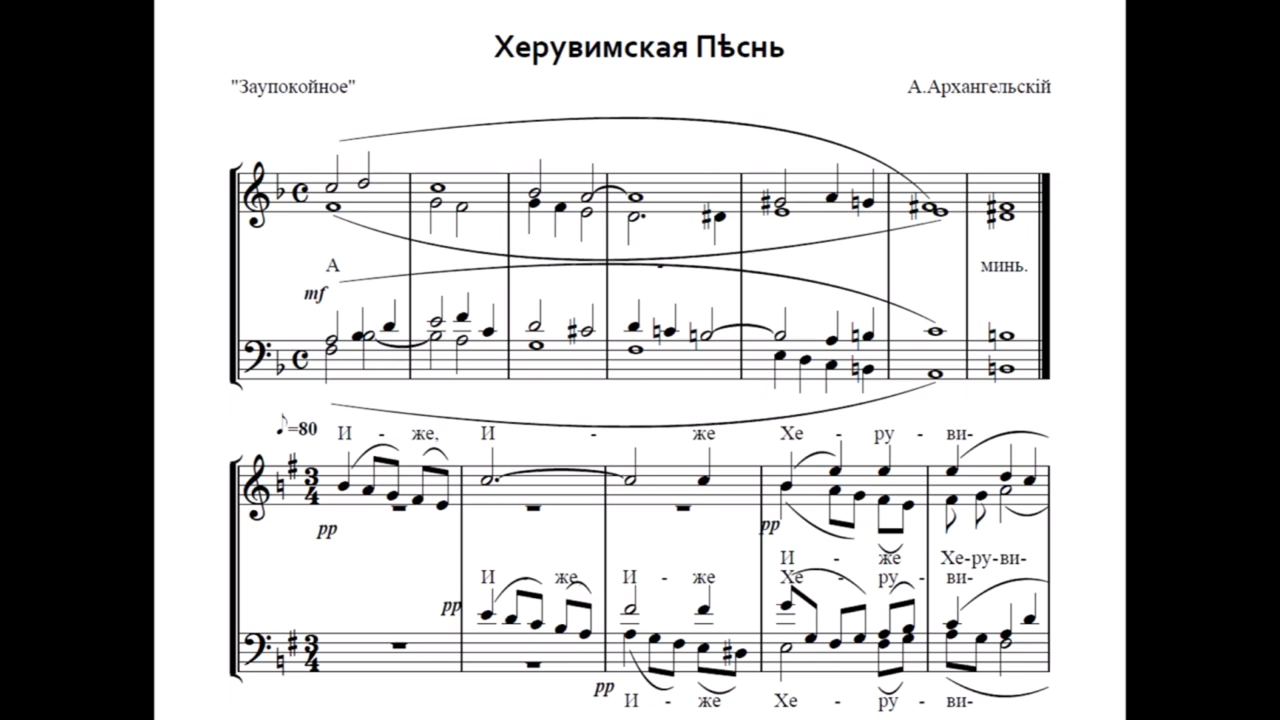 Херувимская Пѣснь
"Заупокойное" А.Архангельскій
А минь.
mf
♪=80 И - же, И - же Хе - ру - ви-
pp pp
И - же Хе-ру-ви-
И же И - же Хе - ру - ви-
pp
pp
И - же Хе - ру - ви-